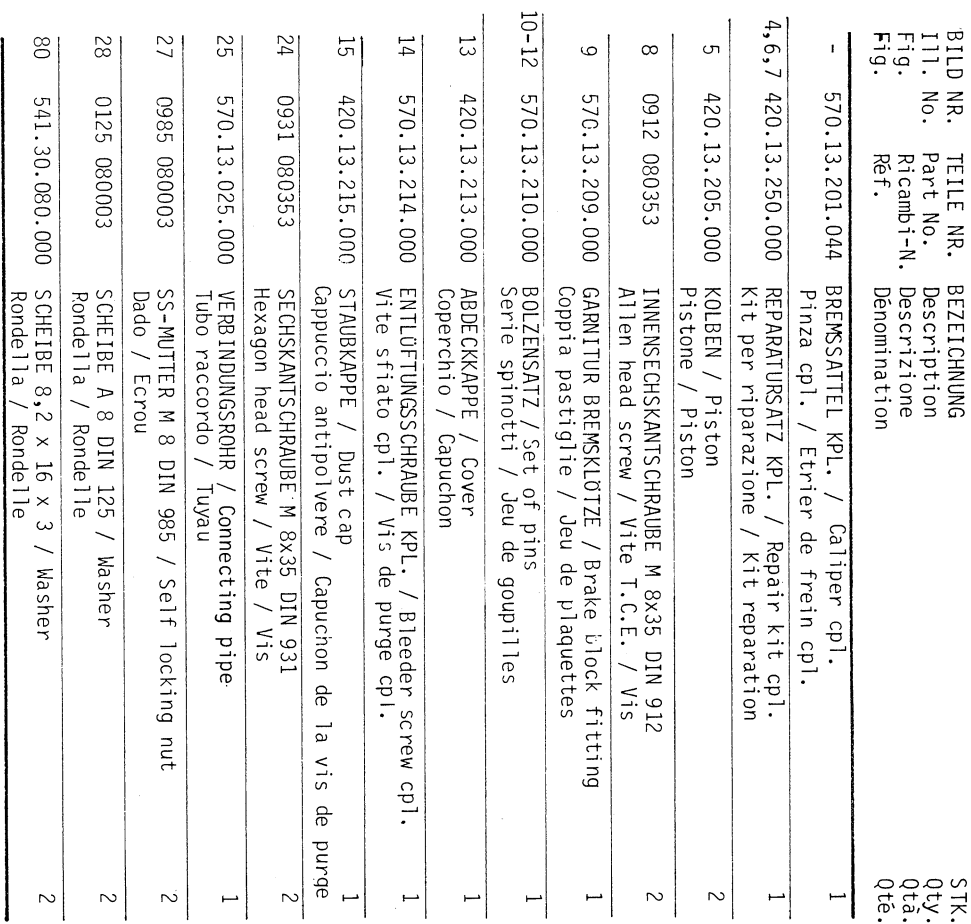 BILD NR. TEILE NR. BEZEICHNUNG STK.
Ill. No. Part No. Description Qty.
Fig. Ricambi-N. Descrizione Qtà.
Fig. Réf. Dénomination Qté.
- 570.13.201.044 BREMSSATTEL KPL. / Caliper cpl.
Pinza cpl. / Etrier de frein cpl. 1
4,6,7 420.13.250.000 REPARATURSATZ KPL. / Repair kit cpl.
Kit per riparazione / Kit reparation 1
5 420.13.205.000 KOLBEN / Piston
Pistone / Piston 2
8 0912 080353 INNENSECHSKANTSCHRAUBE M 8x35 DIN 912
Allen head screw / Vite T.C.E. / Vis 2
9 570.13.209.000 GARNITUR BREMSKLÖTZE / Brake block fitting
Coppia pastiglie / Jeu de plaquettes 1
10-12 570.13.210.000 BOLZENSATZ / Set of pins
Serie spinotti / Jeu de goupilles 1
13 420.13.213.000 ABDECKKAPPE / Cover
Coperchio / Capuchon 1
14 570.13.214.000 ENTLÜFTUNGSSCHRAUBE KPL. / Bleeder screw cpl.
Vite sfiato cpl. / Vis de purge cpl. 1
15 420.13.215.000 STAUBKAPPE / Dust cap 1
Cappuccio antipolvere / Capuchon de la vis de purge
24 0931 080353 SECHSKANTSCHRAUBE M 8x35 DIN 931
Hexagon head screw / Vite / Vis 2
25 570.13.025.000 VERBINDUNGSROHR / Connecting pipe
Tubo raccordo / Tuyau 1
27 0985 080003 SS-MUTTER M 8 DIN 985 / Self locking nut
Dado / Ecrou 2
28 0125 080003 SCHEIBE A 8 DIN 125 / Washer
Rondella / Rondelle 2
80 541.30.080.000 SCHEIBE 8,2 x 16 x 3 / Washer
Rondella / Rondelle 2